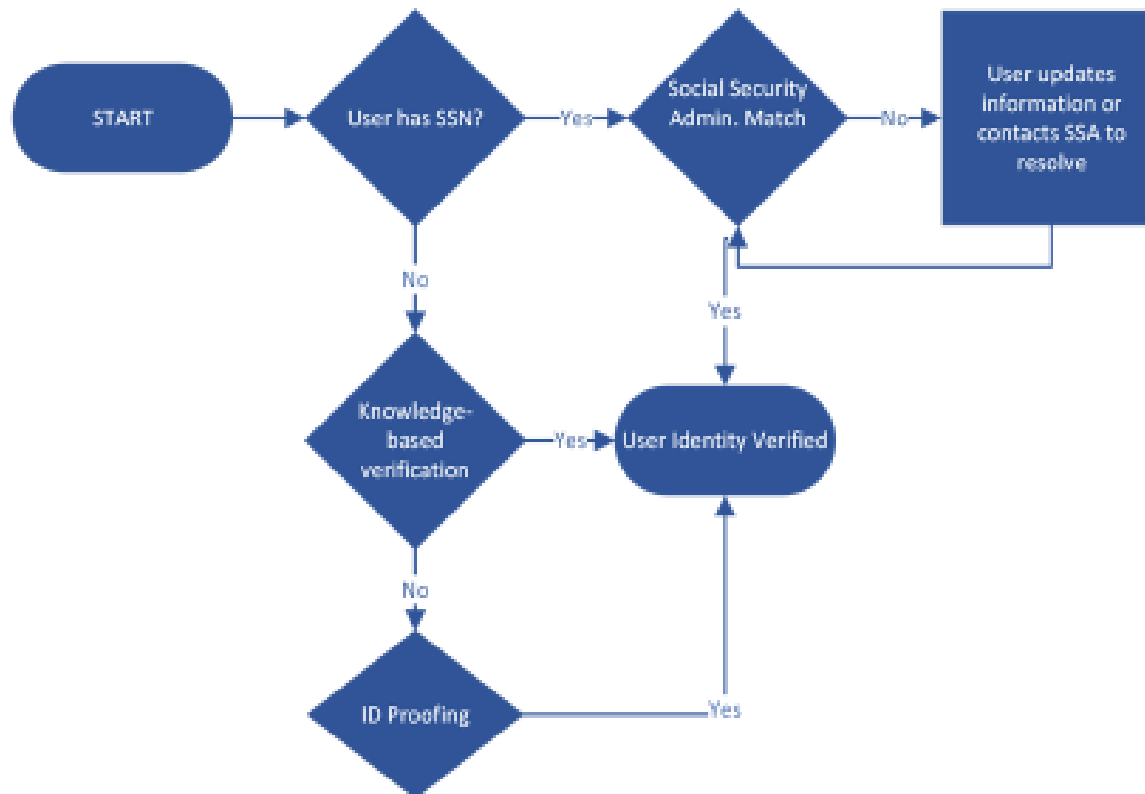 START
User has SSN?
Yes
Social Security
Admin. Match
No
User updates
information or
contacts SSA to
resolve
No
Yes
Knowledge-
based
verification
Yes
User Identity Verified
No
ID Proofing
Yes